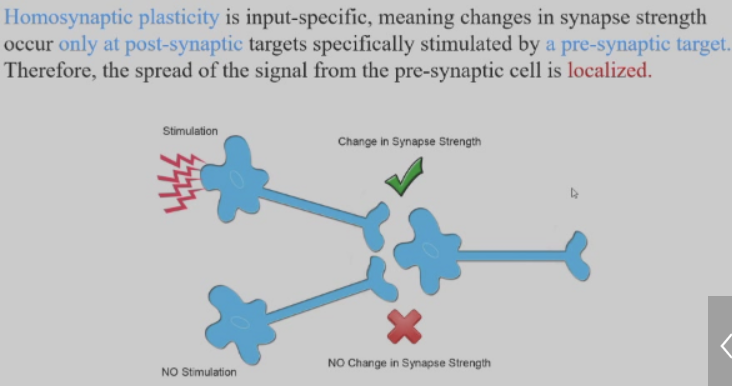 Homosynaptic plasticity is input-specific, meaning changes in synapse strength
occur only at post-synaptic targets specifically stimulated by a pre-synaptic target.
Therefore, the spread of the signal from the pre-synaptic cell is localized.
Stimulation
Change in Synapse Strength
NO Change in Synapse Strength
NO Stimulation